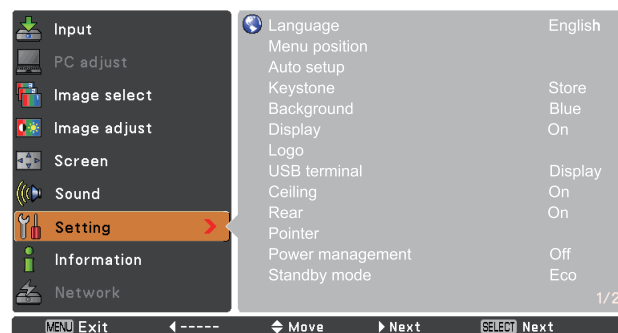 Input
PC adjust
Image select
Image adjust
Screen
Sound
Setting
Information
Network
Language English
Menu position
Auto setup
Keystone Store
Background Blue
Display On
Logo
USB terminal Display
Ceiling On
Rear On
Pointer
Power management Off
Standby mode Eco
1/2
MENU Exit ----- Move Next SELECT Next